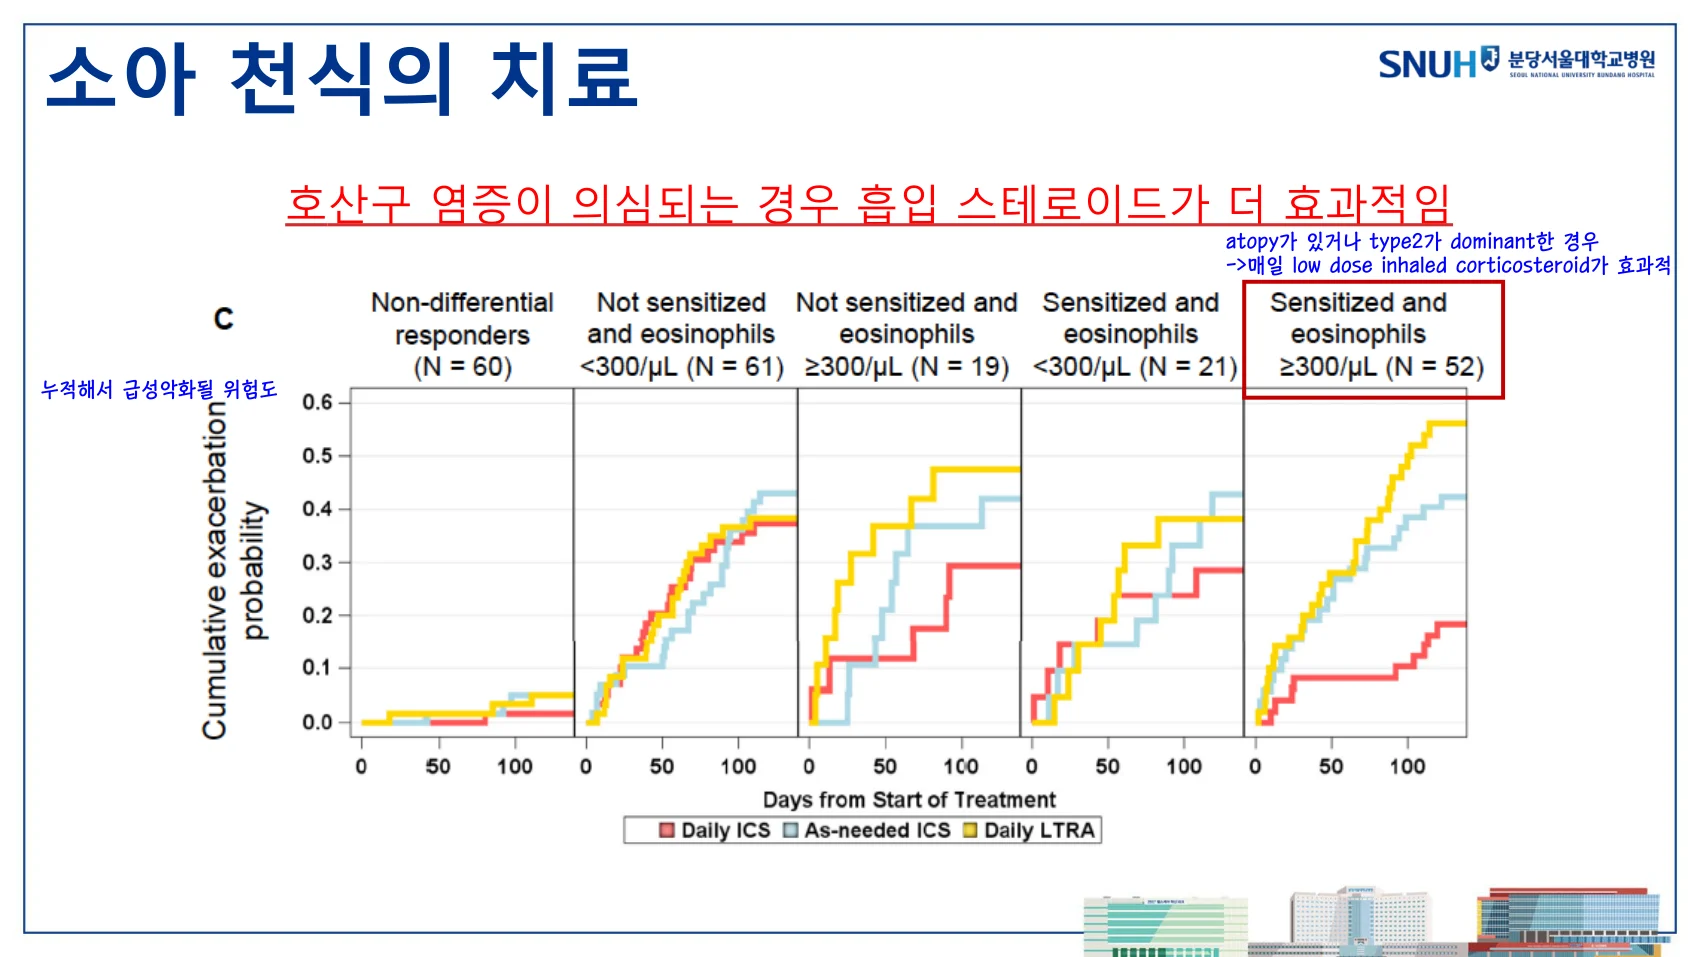 소아 천식의 치료
SNUH 분당서울대학교병원
SEOUL NATIONAL UNIVERSITY BUNDANG HOSPITAL
호산구 염증이 의심되는 경우 흡입 스테로이드가 더 효과적임
atopy가 있거나 type2가 dominant한 경우
->매일 low dose inhaled corticosteroid가 효과적
C
Non-differential
responders
(N = 60)
Not sensitized
and eosinophils
<300/μL (N = 61)
Not sensitized and
eosinophils
≥300/μL (N = 19)
Sensitized and
eosinophils
<300/μL (N = 21)
Sensitized and
eosinophils
≥300/μL (N = 52)
누적해서 급성악화될 위험도
Cumulative exacerbation
probability
0.6
0.5
0.4
0.3
0.2
0.1
0.0
0 50 100 0 50 100 0 50 100 0 50 100 0 50 100
Days from Start of Treatment
Daily ICS As-needed ICS Daily LTRA